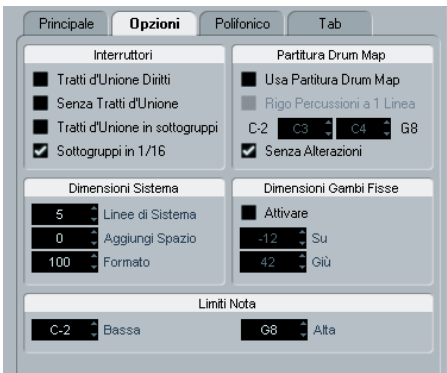 Principale Opzioni Polifonico Tab
Interruttori
Tratti d'Unione Diritti
Senza Tratti d'Unione
Tratti d'Unione in sottogruppi
Sottogruppi in 1/16
Partitura Drum Map
Usa Partitura Drum Map
Rigo Percussioni a 1 Linea
C-2 C3 C4 G8
Senza Alterazioni
Dimensioni Sistema
5 Linee di Sistema
0 Aggiungi Spazio
100 Formato
Dimensioni Gambi Fisse
Attivare
-12 Su
42 Giù
Limiti Nota
C-2 Bassa G8 Alta